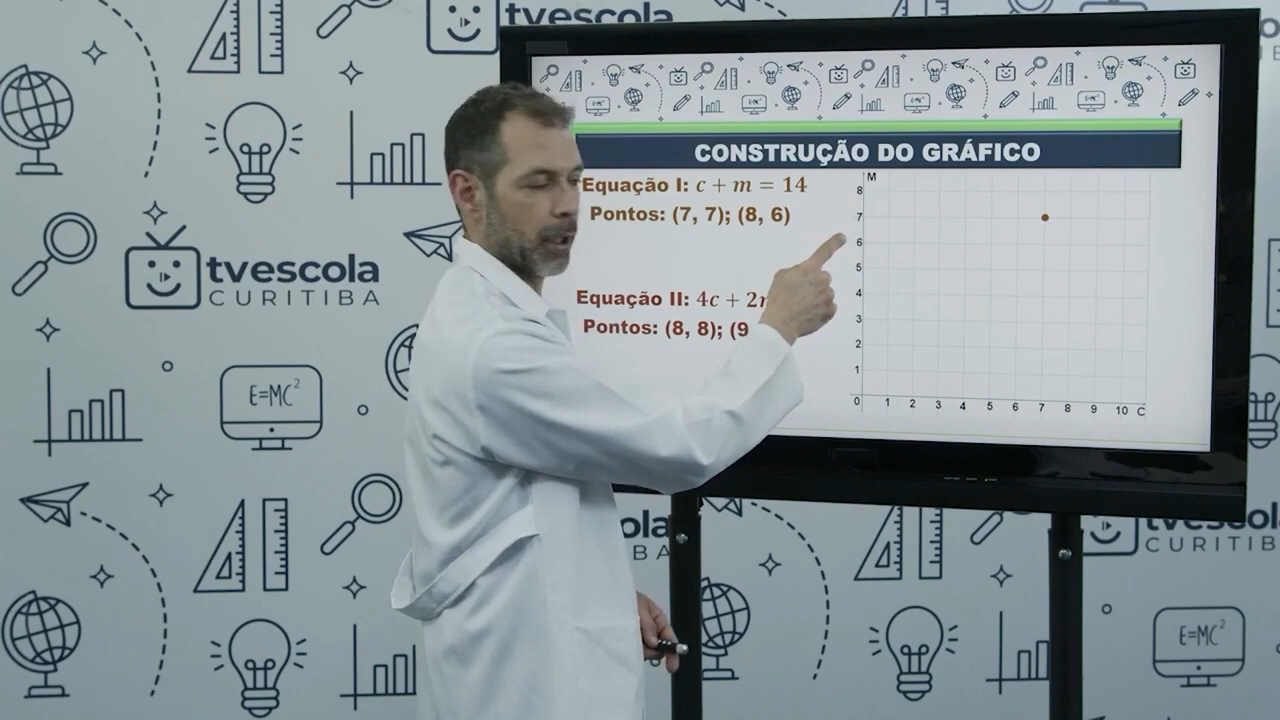 tvescola
tvescola
CURITIBA
E=MC²
CONSTRUÇÃO DO GRÁFICO
Equação I: c + m = 14
Pontos: (7, 7); (8, 6)
Equação II: 4c + 2
Pontos: (8, 8); (9
M
8
7
6
5
4
3
2
1
0 1 2 3 4 5 6 7 8 9 10 C
tvescola
CURITIB
E=MC²